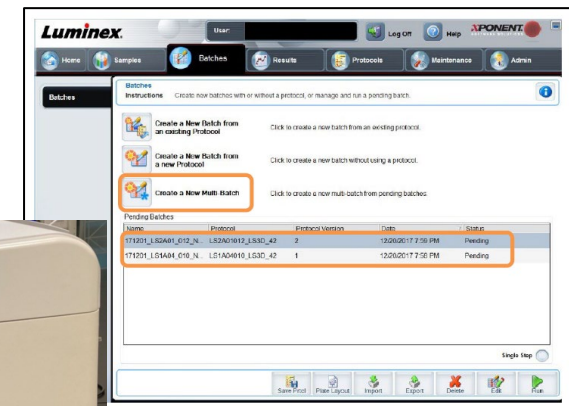 Luminex.
User:
Log Off
Help
XPONENT
Home
Samples
Batches
Results
Protocols
Maintenance
Admin
Batches
Batches
Instructions Create new batches with or without a protocol, or manage and run a pending batch.
Create a New Batch from an existing Protocol
Click to create a new batch from an existing protocol.
Create a New Batch from a new Protocol
Click to create a new batch without using a protocol.
Create a New Multi-Batch
Click to create a new multi-batch from pending batches.
Pending Batches
Name Protocol Protocol Version Date Status
171201_LS2A01_012_N... LS2A01012_LS3D_42 2 12/20/2017 7:59 PM Pending
171201_LS1A04_010_N... LS1A04010_LS3D_42 1 12/20/2017 7:58 PM Pending
Single Step
Save Prtcl Plate Layout Import Export Delete Edit Run